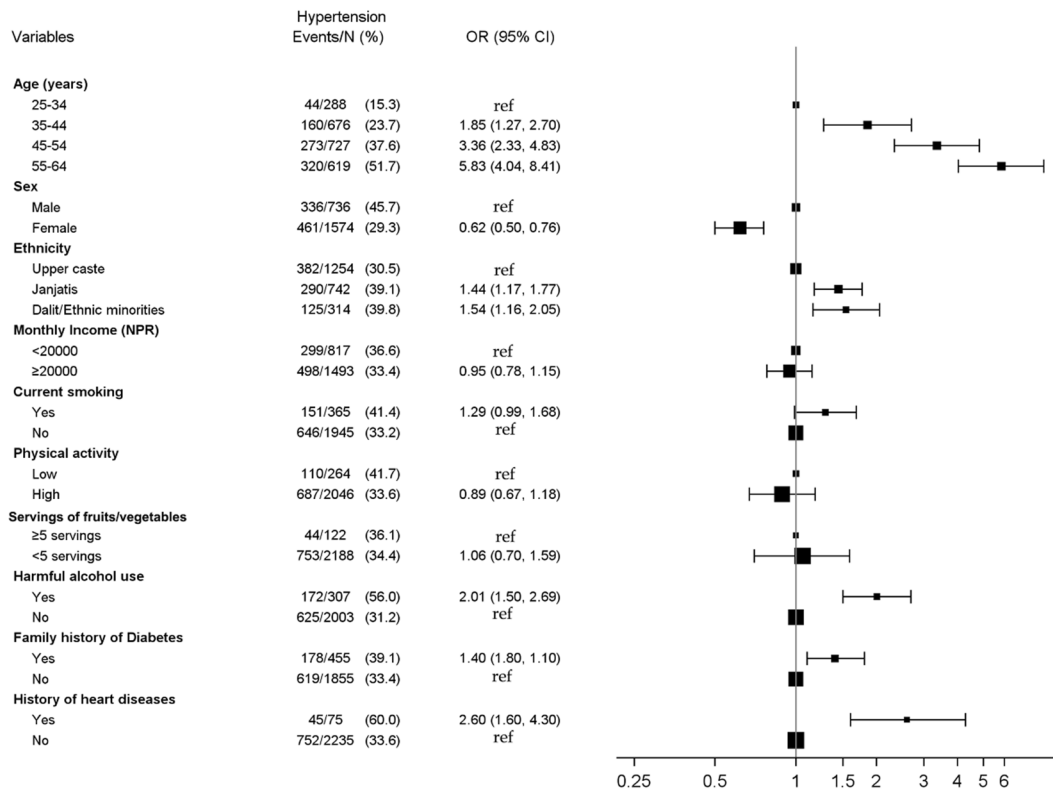 Hypertension
Variables Events/N (%) OR (95% CI)
Age (years)
25-34 44/288 (15.3) ref
35-44 160/676 (23.7) 1.85 (1.27, 2.70)
45-54 273/727 (37.6) 3.36 (2.33, 4.83)
55-64 320/619 (51.7) 5.83 (4.04, 8.41)
Sex
Male 336/736 (45.7) ref
Female 461/1574 (29.3) 0.62 (0.50, 0.76)
Ethnicity
Upper caste 382/1254 (30.5) ref
Janjatis 290/742 (39.1) 1.44 (1.17, 1.77)
Dalit/Ethnic minorities 125/314 (39.8) 1.54 (1.16, 2.05)
Monthly Income (NPR)
<20000 299/817 (36.6) ref
≥20000 498/1493 (33.4) 0.95 (0.78, 1.15)
Current smoking
Yes 151/365 (41.4) 1.29 (0.99, 1.68)
No 646/1945 (33.2) ref
Physical activity
Low 110/264 (41.7) ref
High 687/2046 (33.6) 0.89 (0.67, 1.18)
Servings of fruits/vegetables
≥5 servings 44/122 (36.1) ref
<5 servings 753/2188 (34.4) 1.06 (0.70, 1.59)
Harmful alcohol use
Yes 172/307 (56.0) 2.01 (1.50, 2.69)
No 625/2003 (31.2) ref
Family history of Diabetes
Yes 178/455 (39.1) 1.40 (1.80, 1.10)
No 619/1855 (33.4) ref
History of heart diseases
Yes 45/75 (60.0) 2.60 (1.60, 4.30)
No 752/2235 (33.6) ref
0.25 0.5 1 1.5 2 3 4 5 6